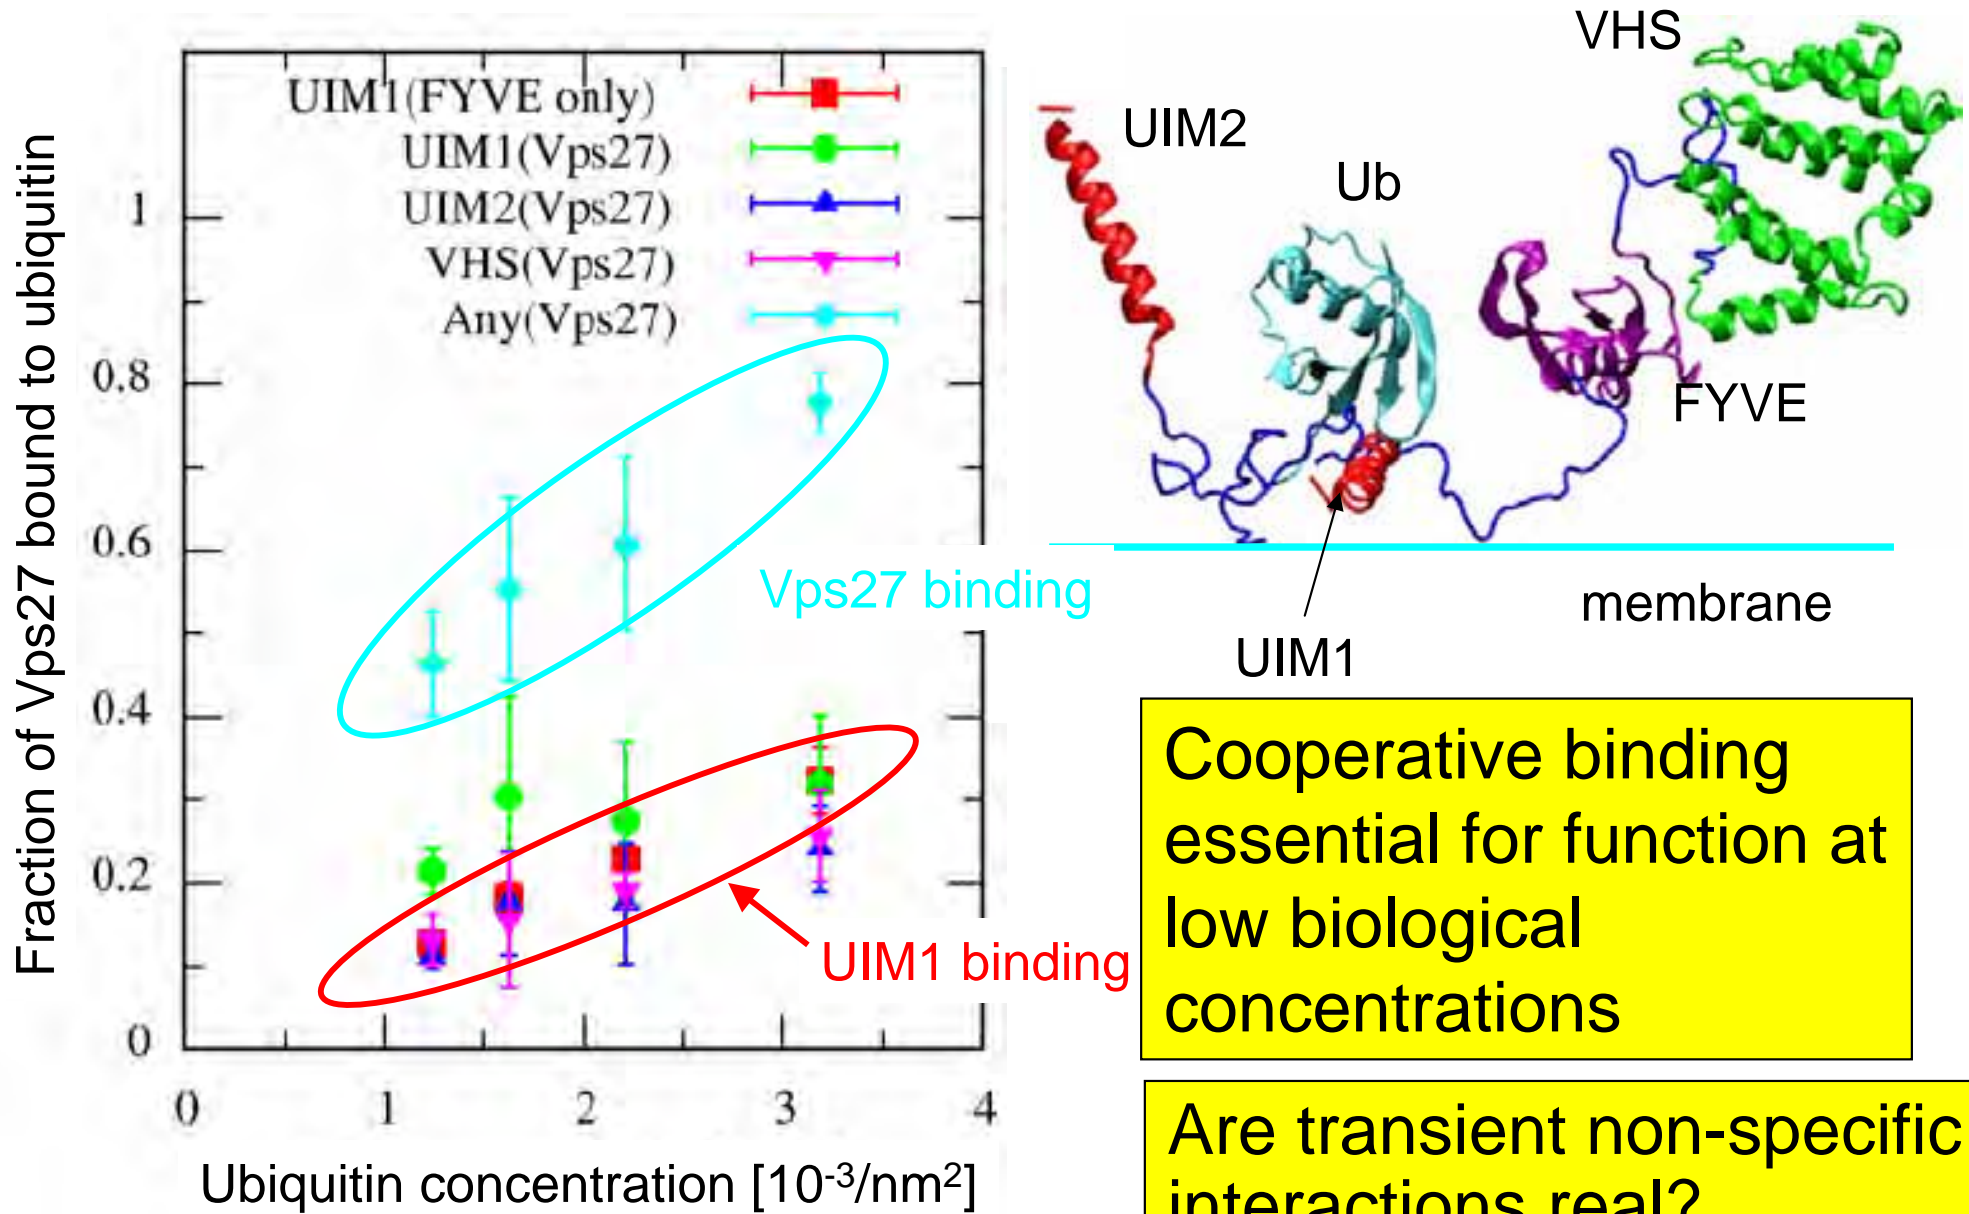 Fraction of Vps27 bound to ubiquitin
UIM1(FYVE only)
UIM1(Vps27)
UIM2(Vps27)
VHS(Vps27)
Any(Vps27)
1
0.8
0.6
0.4
0.2
0
0
1
2
3
4
Ubiquitin concentration [10-3/nm2]
Vps27 binding
UIM1 binding
VHS
UIM2
Ub
FYVE
membrane
UIM1
Cooperative binding
essential for function at
low biological
concentrations
Are transient non-specific
interactions real?